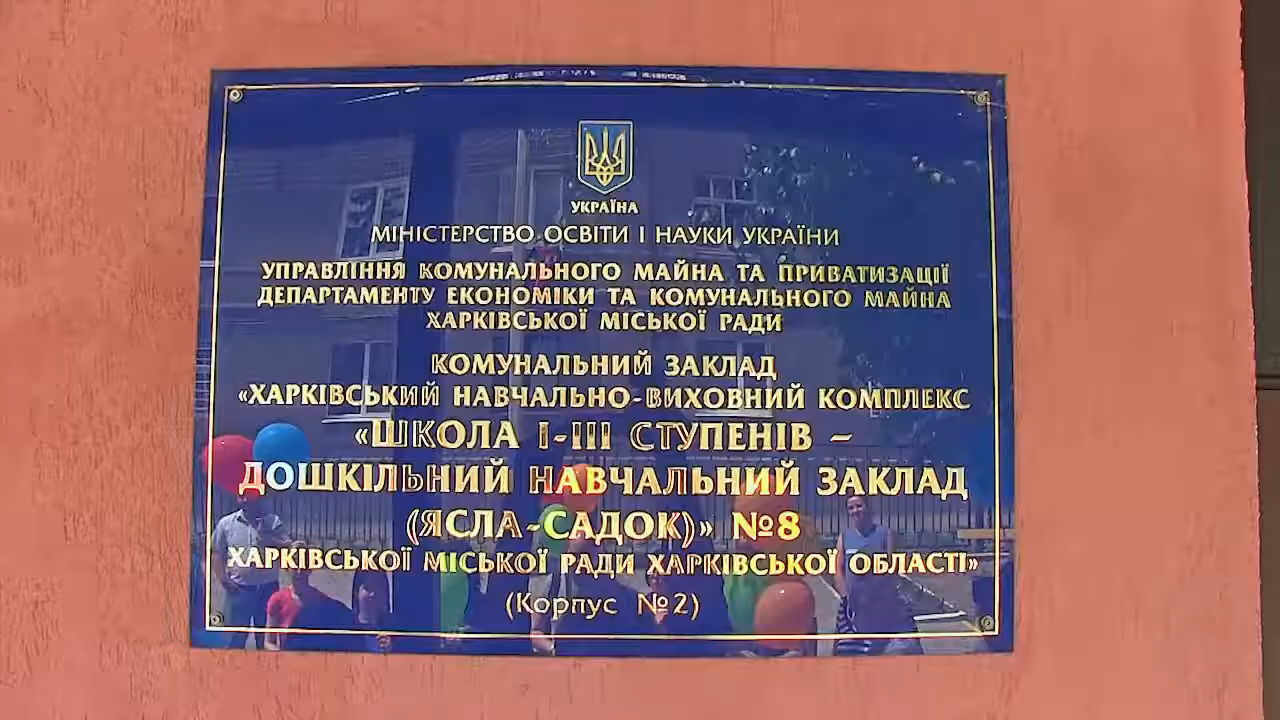 УКРАЇНА
МІНІСТЕРСТВО ОСВІТИ І НАУКИ УКРАЇНИ
УПРАВЛІННЯ КОМУНАЛЬНОГО МАЙНА ТА ПРИВАТИЗАЦІЇ
ДЕПАРТАМЕНТУ ЕКОНОМІКИ ТА КОМУНАЛЬНОГО МАЙНА
ХАРКІВСЬКОЇ МІСЬКОЇ РАДИ
КОМУНАЛЬНИЙ ЗАКЛАД
«ХАРКІВСЬКИЙ НАВЧАЛЬНО-ВИХОВНИЙ КОМПЛЕКС
«ШКОЛА І-ІІІ СТУПЕНІВ –
ДОШКІЛЬНИЙ НАВЧАЛЬНИЙ ЗАКЛАД
(ЯСЛА-САДОК)» №8
ХАРКІВСЬКОЇ МІСЬКОЇ РАДИ ХАРКІВСЬКОЇ ОБЛАСТІ»
(Корпус №2)